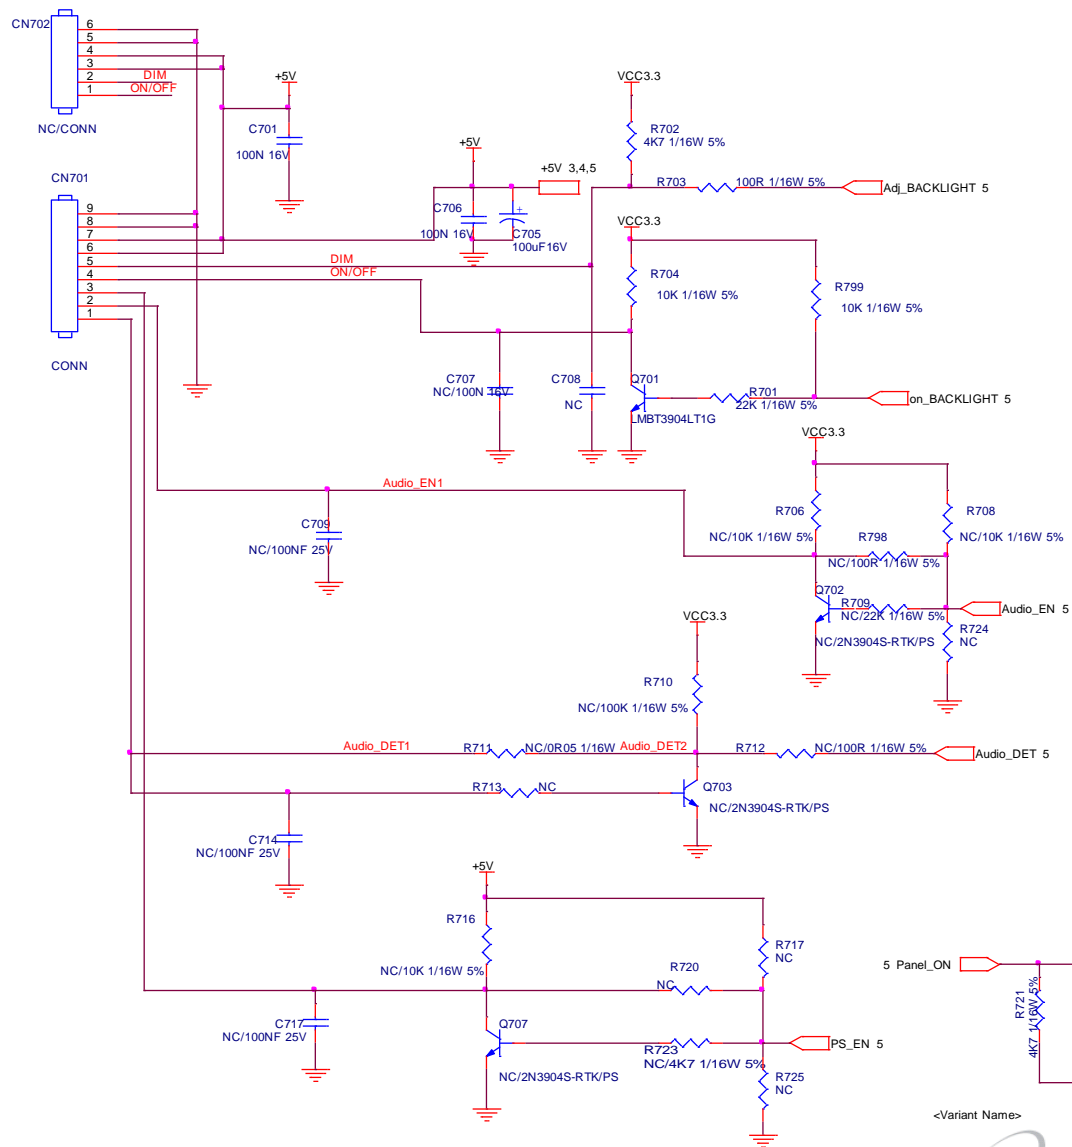 CN702
6
5
4
3
2
1
DIM
ON/OFF
NC/CONN
+5V
C701
100N 16V
CN701
9
8
7
6
5
4
3
2
1
CONN
+5V
+5V 3,4,5
C706
100N 16V
C705
100uF16V
+
VCC3.3
R702
4K7 1/16W 5%
R703
100R 1/16W 5%
Adj_BACKLIGHT 5
DIM
ON/OFF
VCC3.3
R704
10K 1/16W 5%
R799
10K 1/16W 5%
C707
NC/100N 16V
C708
NC
Q701
LMBT3904LT1G
R701
22K 1/16W 5%
on_BACKLIGHT 5
VCC3.3
Audio_EN1
C709
NC/100NF 25V
R706
NC/10K 1/16W 5%
R708
NC/10K 1/16W 5%
R798
NC/100R 1/16W 5%
Q702
NC/2N3904S-RTK/PS
R709
NC/22K 1/16W 5%
Audio_EN 5
R724
NC
VCC3.3
R710
NC/100K 1/16W 5%
Audio_DET1
R711
NC/0R05 1/16W
Audio_DET2
R712
NC/100R 1/16W 5%
Audio_DET 5
R713
NC
Q703
NC/2N3904S-RTK/PS
C714
NC/100NF 25V
+5V
R716
NC/10K 1/16W 5%
R717
NC
R720
NC
C717
NC/100NF 25V
Q707
NC/2N3904S-RTK/PS
R723
NC/4K7 1/16W 5%
PS_EN 5
R725
NC
5 Panel_ON
R721
4K7 1/16W 5%
<Variant Name>